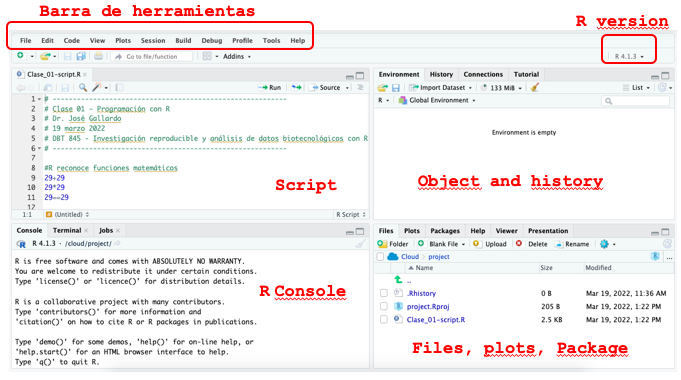 Barra de herramientas
R version
File Edit Code View Plots Session Build Debug Profile Tools Help
Go to file/function Addins
R 4.1.3
Clase_01-script.R
Run Source
1 # ---------------------------------------------------------
2 # Clase 01 - Programación con R
3 # Dr. José Gallardo
4 # 19 marzo 2022
5 # DBT 845 - Investigación reproducible y análisis de datos biotecnológicos con R
6 # ---------------------------------------------------------
7
8 #R reconoce funciones matemáticos
9 29+29
10 29*29
11 29==29
12
Script
1:1 (Untitled) R Script
Environment History Connections Tutorial
Import Dataset 133 MiB List
R Global Environment
Environment is empty
Object and history
Console Terminal Jobs
R 4.1.3 · /cloud/project/
R is free software and comes with ABSOLUTELY NO WARRANTY.
You are welcome to redistribute it under certain conditions.
Type 'license()' or 'licence()' for distribution details.
R is a collaborative project with many contributors.
Type 'contributors()' for more information and
'citation()' on how to cite R or R packages in publications.
Type 'demo()' for some demos, 'help()' for on-line help, or
'help.start()' for an HTML browser interface to help.
Type 'q()' to quit R.
R Console
Files Plots Packages Help Viewer Presentation
Folder Blank File Upload Delete Rename
Cloud project R ...
Name Size Modified
..
.Rhistory 0 B Mar 19, 2022, 11:36 AM
project.Rproj 205 B Mar 19, 2022, 1:22 PM
Clase_01-script.R 2.5 KB Mar 19, 2022, 1:22 PM
Files, plots, Package